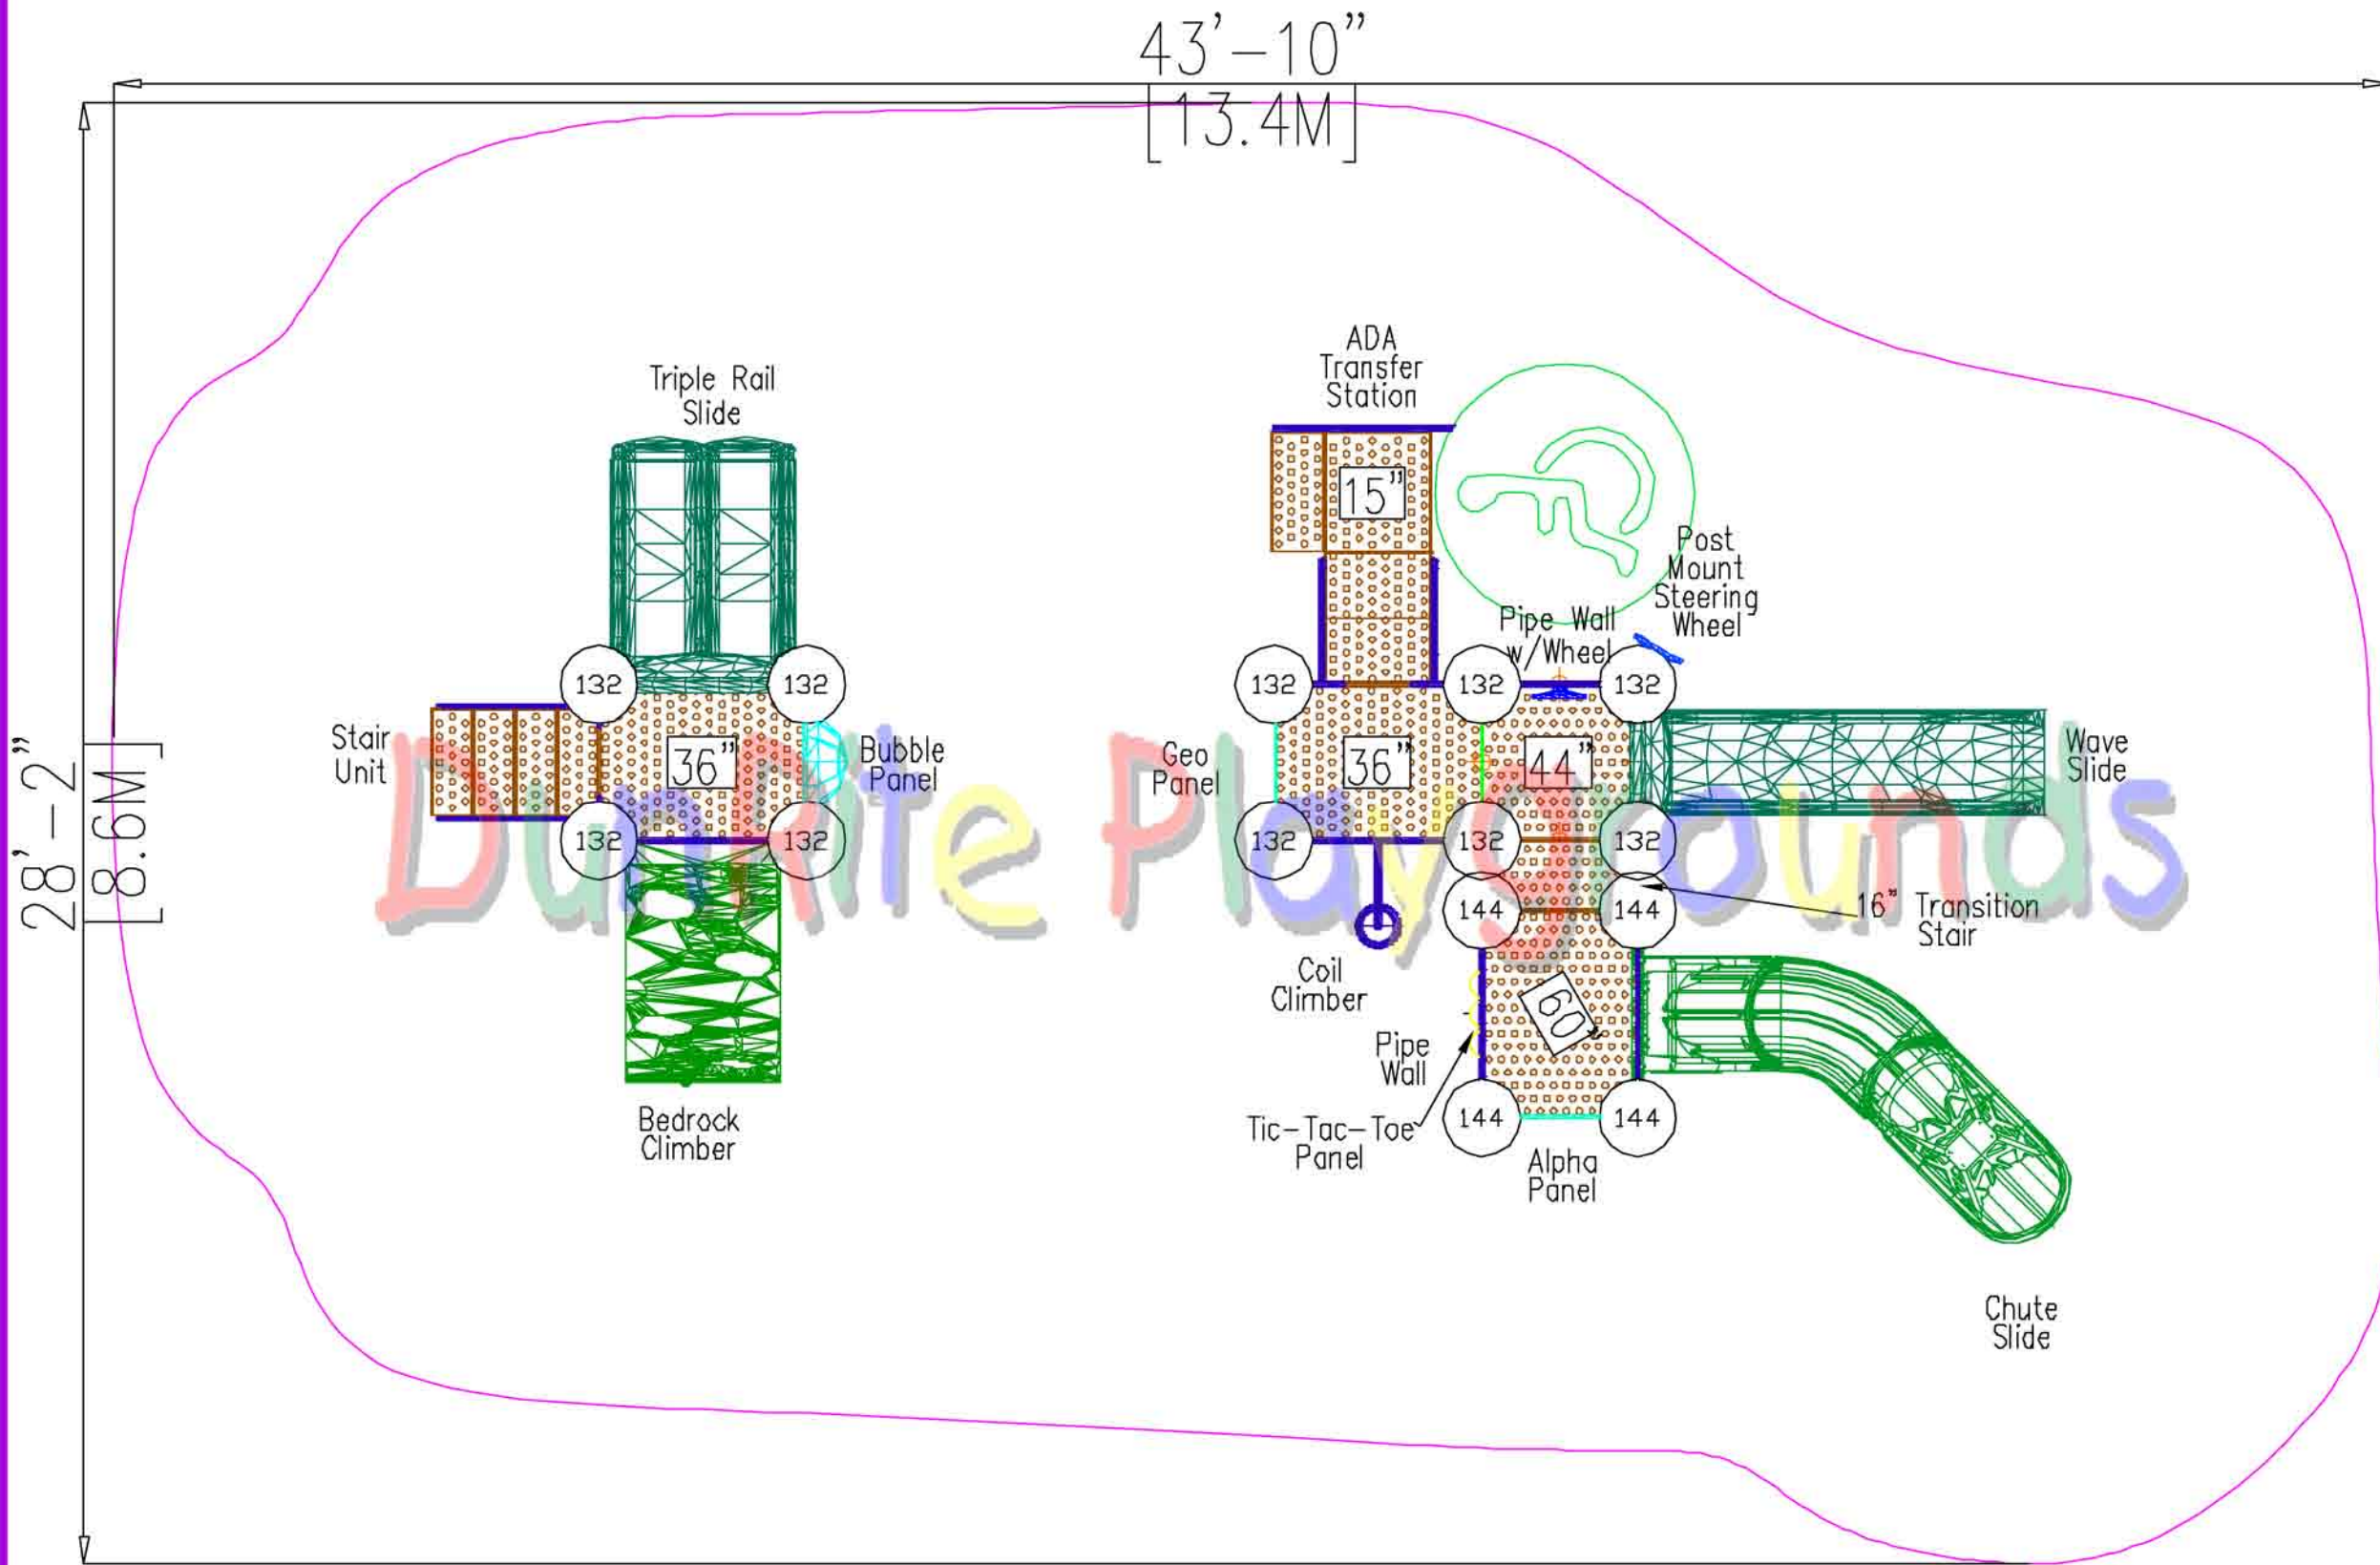 43'-10"
[13.4M]
28'-2"
[8.6M]
Triple Rail
Slide
ADA
Transfer
Station
15"
Post
Mount
Steering
Wheel
Pipe Wall
w/Wheel
132
132
132
132
132
Stair
Unit
36"
Bubble
Panel
Geo
Panel
36"
44"
Wave
Slide
DunRite Playgrounds
132
132
132
132
132
144
144
16" Transition
Stair
Coil
Climber
60"
Pipe
Wall
Bedrock
Climber
Tic-Tac-Toe
Panel
144
144
Alpha
Panel
Chute
Slide